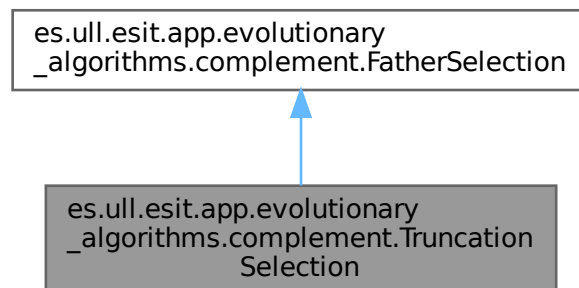 es.ull.esit.app.evolutionary
_algorithms.complement.FatherSelection
es.ull.esit.app.evolutionary
_algorithms.complement.Truncation
Selection